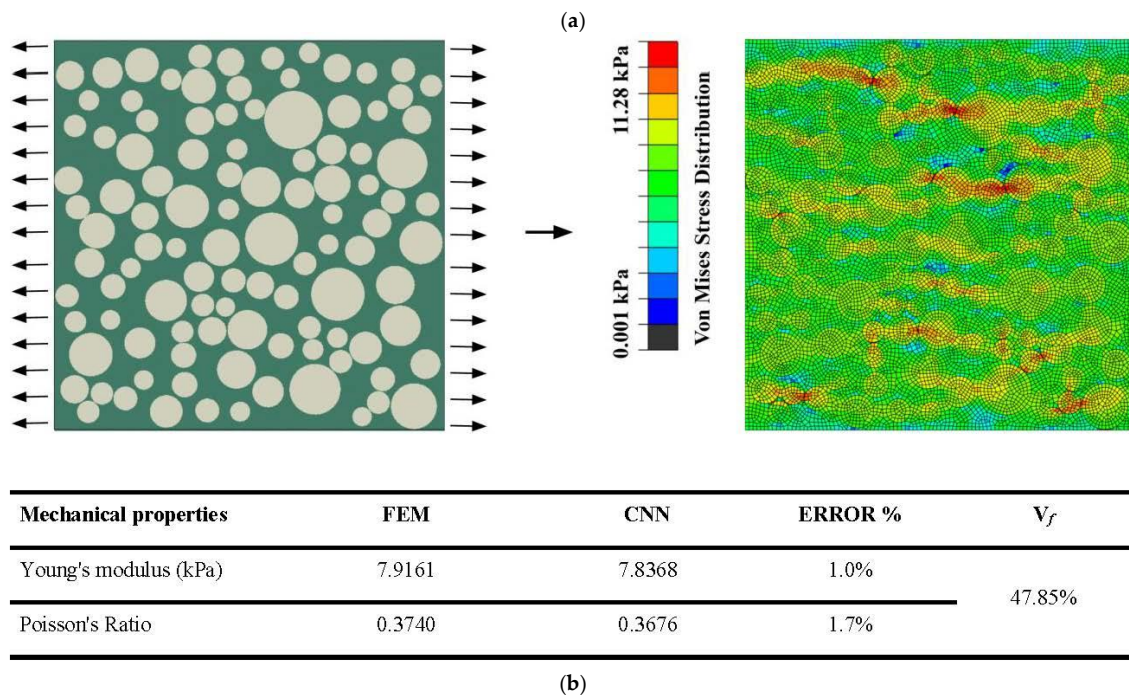 (a)
11.28 kPa
0.001 kPa
Von Mises Stress Distribution
Mechanical properties FEM CNN ERROR % Vf
Young's modulus (kPa) 7.9161 7.8368 1.0%
47.85%
Poisson's Ratio 0.3740 0.3676 1.7%
(b)